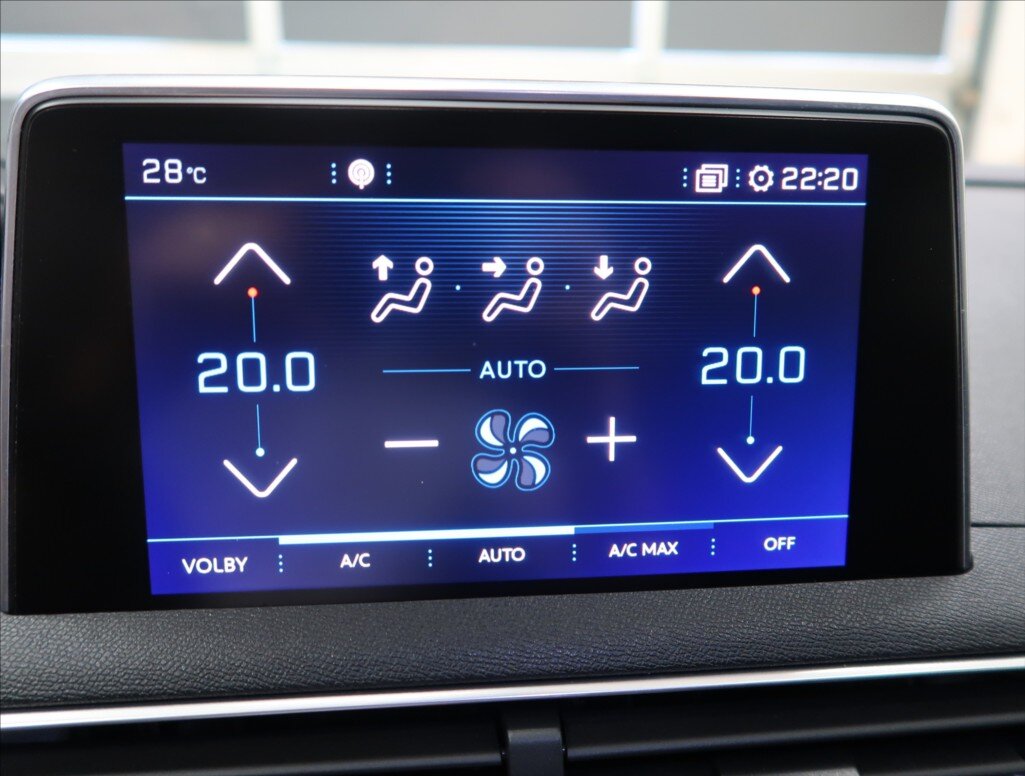 28°C 22:20
20.0 AUTO 20.0
VOLBY A/C AUTO A/C MAX OFF